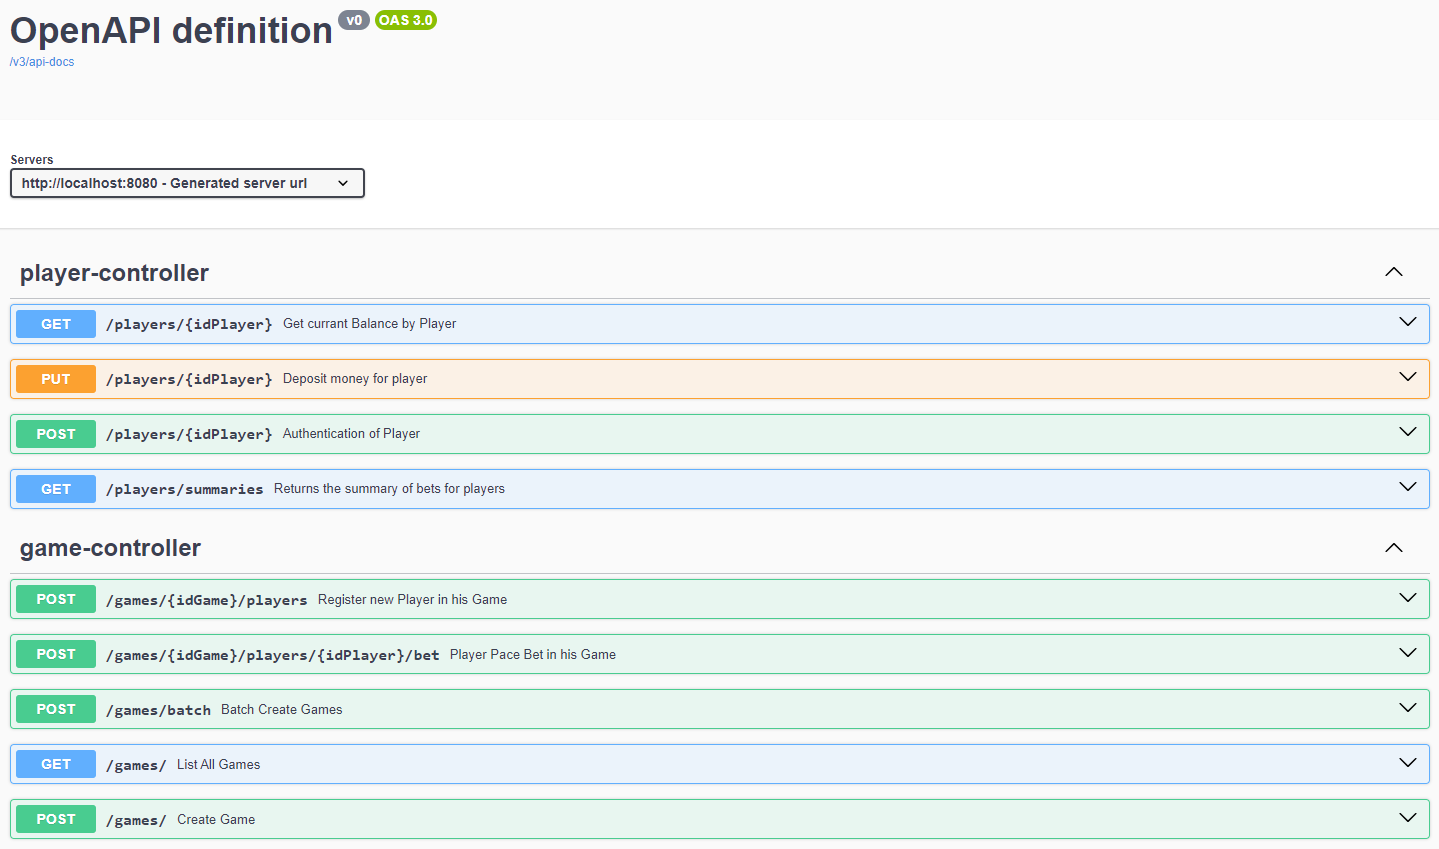 OpenAPI definition v0 OAS 3.0
/v3/api-docs
Servers
http://localhost:8080 - Generated server url
player-controller
GET /players/{idPlayer} Get currant Balance by Player
PUT /players/{idPlayer} Deposit money for player
POST /players/{idPlayer} Authentication of Player
GET /players/summaries Returns the summary of bets for players
game-controller
POST /games/{idGame}/players Register new Player in his Game
POST /games/{idGame}/players/{idPlayer}/bet Player Pace Bet in his Game
POST /games/batch Batch Create Games
GET /games/ List All Games
POST /games/ Create Game